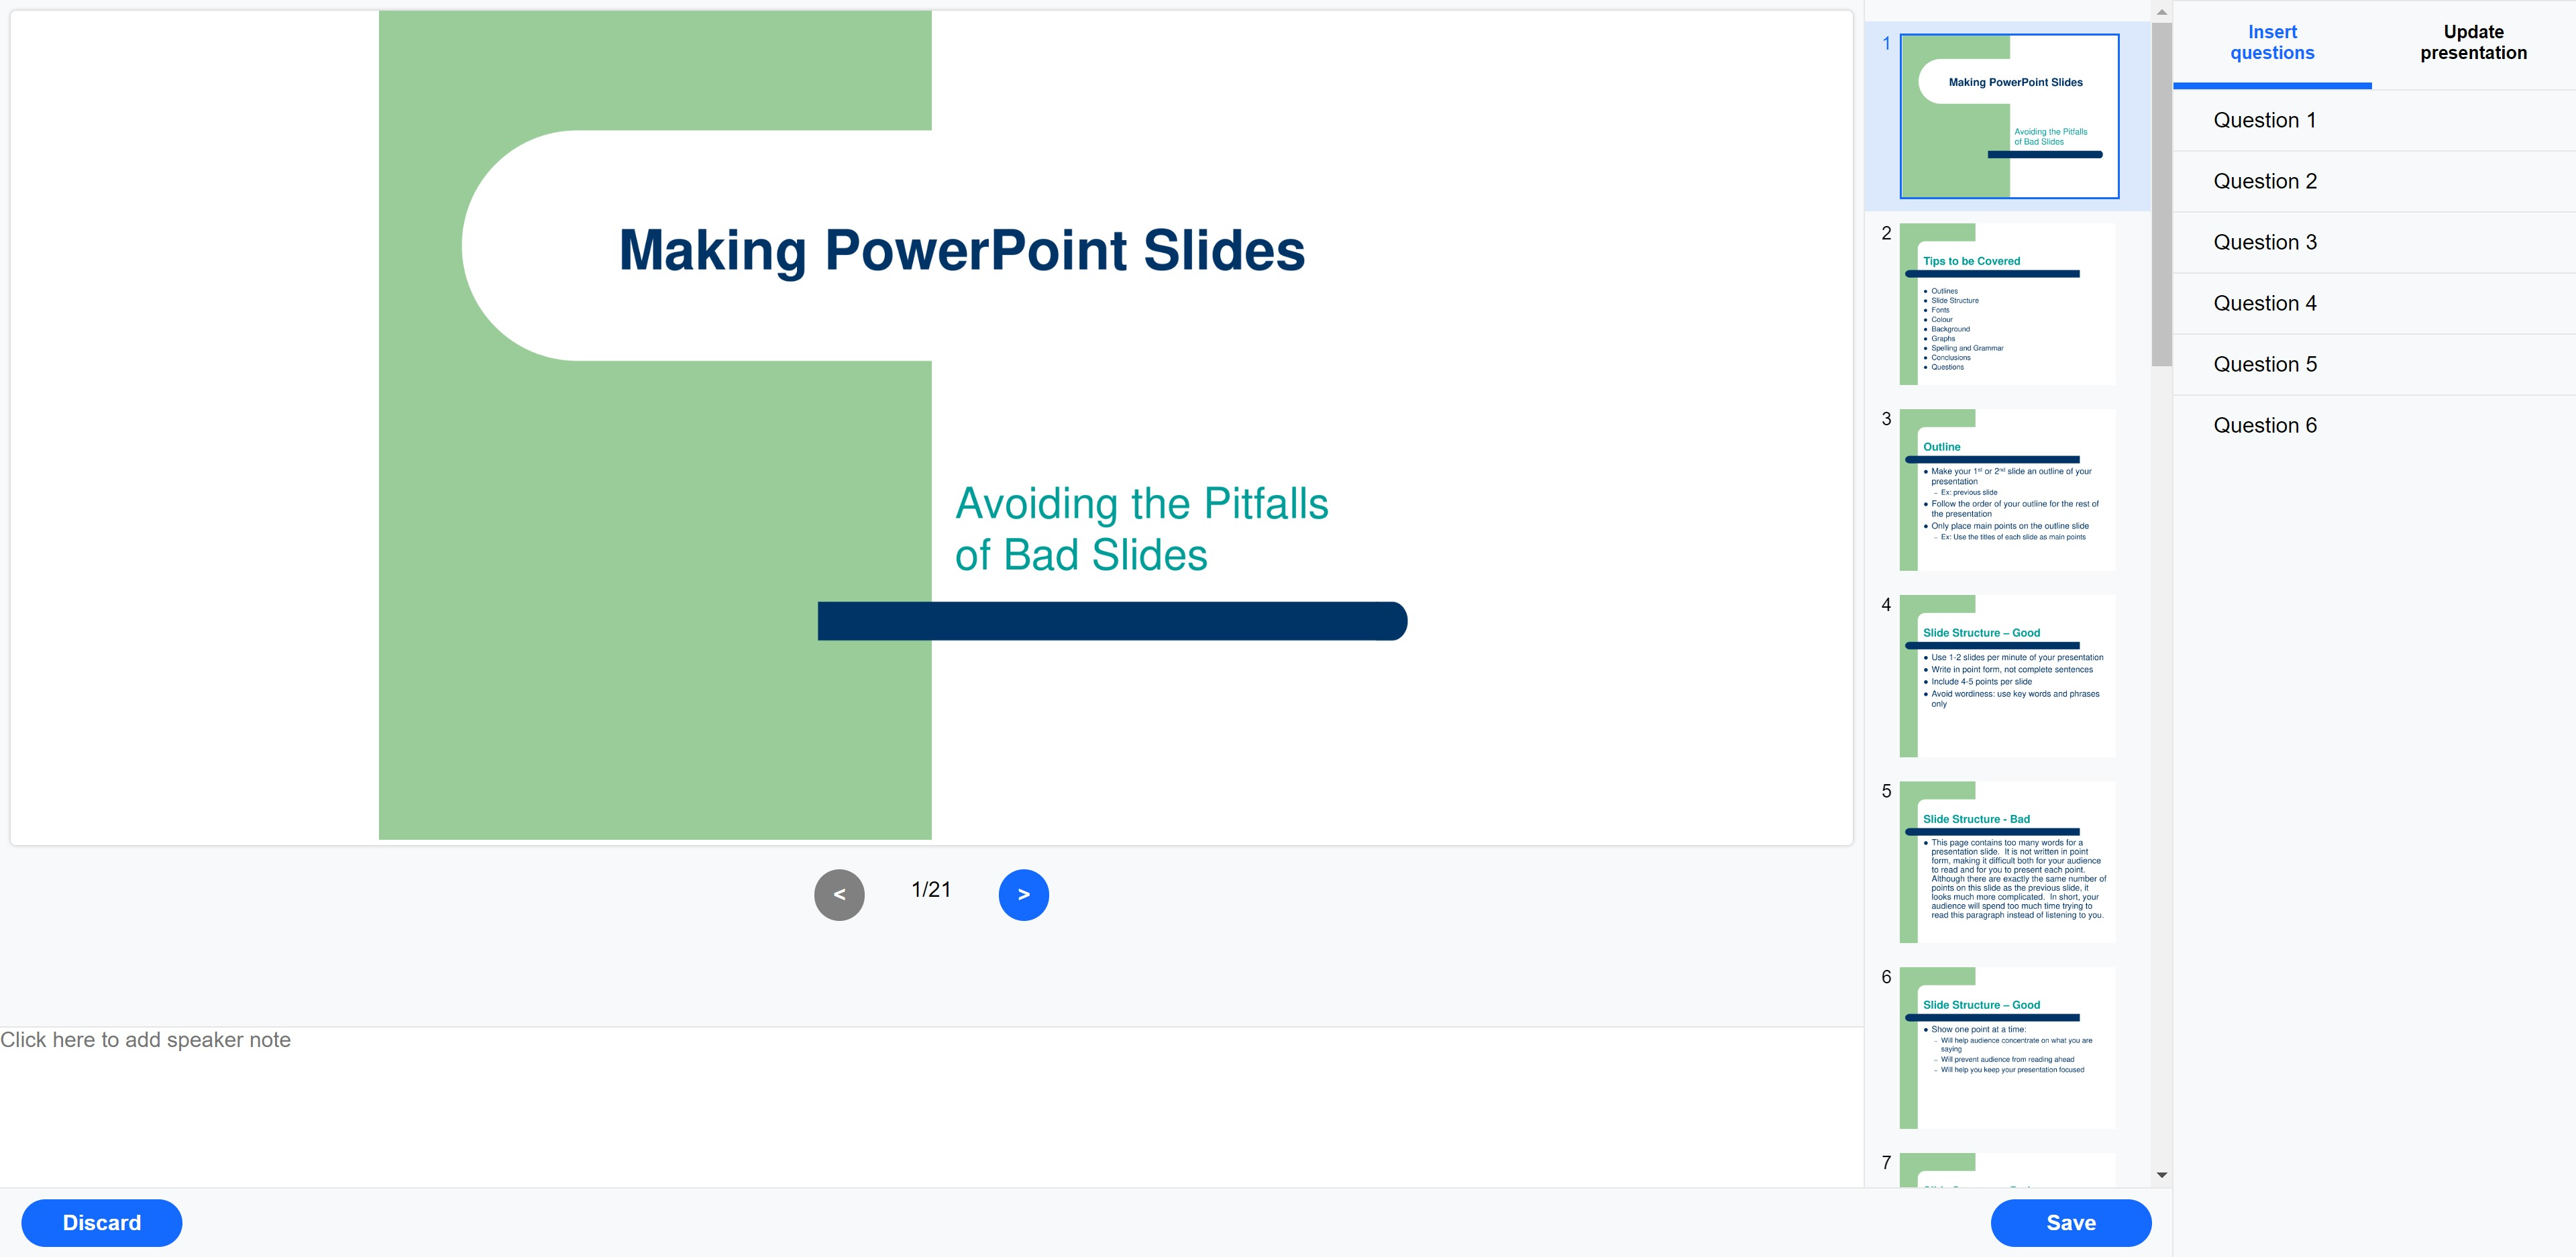 Making PowerPoint Slides
Avoiding the Pitfalls
of Bad Slides
<
1/21
>
Click here to add speaker note
Discard
Save
1
Making PowerPoint Slides
Avoiding the Pitfalls
of Bad Slides
2
Tips to be Covered
● Outlines
● Slide Structure
● Fonts
● Colour
● Background
● Graphs
● Spelling and Grammar
● Conclusions
● Questions
3
Outline
● Make your 1st or 2nd slide an outline of your
presentation
– Ex: previous slide
● Follow the order of your outline for the rest of
the presentation
● Only place main points on the outline slide
– Ex: Use the titles of each slide as main points
4
Slide Structure – Good
● Use 1-2 slides per minute of your presentation
● Write in point form, not complete sentences
● Include 4-5 points per slide
● Avoid wordiness: use key words and phrases
only
5
Slide Structure - Bad
● This page contains too many words for a
presentation slide. It is not written in point
form, making it difficult both for your audience
to read and for you to present each point.
Although there are exactly the same number of
points on this slide as the previous slide, it
looks much more complicated. In short, your
audience will spend too much time trying to
read this paragraph instead of listening to you.
6
Slide Structure – Good
● Show one point at a time:
– Will help audience concentrate on what you are
saying
– Will prevent audience from reading ahead
– Will help you keep your presentation focused
7
Insert
questions
Update
presentation
Question 1
Question 2
Question 3
Question 4
Question 5
Question 6